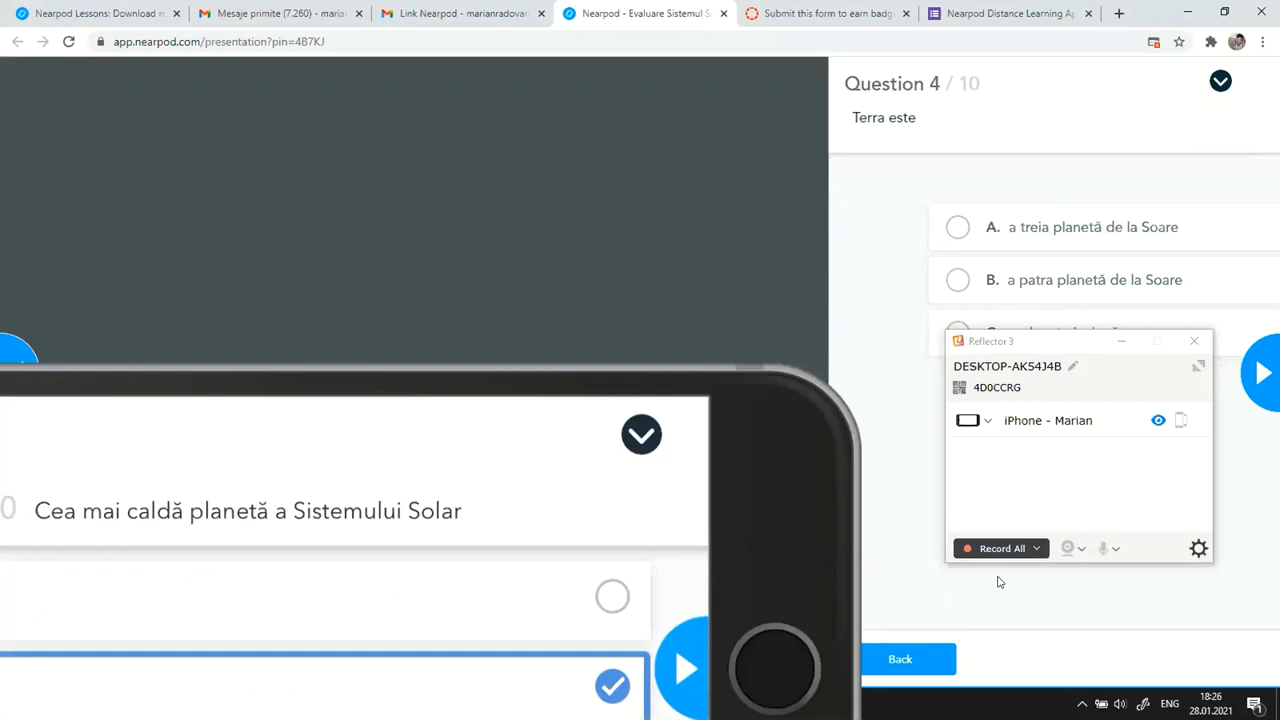 Nearpod Lessons: Download r
Mesaje primite (7.260) - maria
Link Nearpod - marianradovar
Nearpod - Evaluare Sistemul S
Submit this form to earn badg
Nearpod Distance Learning Ap
app.nearpod.com/presentation?pin=4B7KJ
Question 4 / 10
Terra este
A. a treia planetă de la Soare
B. a patra planetă de la Soare
Reflector 3
DESKTOP-AK54J4B
4D0CCRG
iPhone - Marian
Record All
0 Cea mai caldă planetă a Sistemului Solar
Back
ENG
18:26
28.01.2021
1